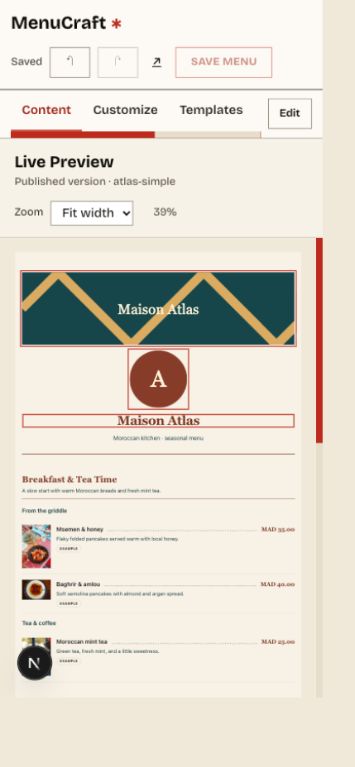 MenuCraft *
Saved
SAVE MENU
Content Customize Templates Edit
Live Preview
Published version · atlas-simple
Zoom Fit width 39%
Maison Atlas
A
Maison Atlas
Moroccan kitchen · seasonal menu
Breakfast & Tea Time
A slow start with warm Moroccan breads and fresh mint tea.
From the griddle
Msemen & honey MAD 35.00
Flaky folded pancakes served warm with local honey.
EXAMPLE
Baghrir & amlou MAD 40.00
Soft semolina pancakes with almond and argan spread.
EXAMPLE
Tea & coffee
Moroccan mint tea MAD 25.00
Green tea, fresh mint, and a little sweetness.
EXAMPLE
N